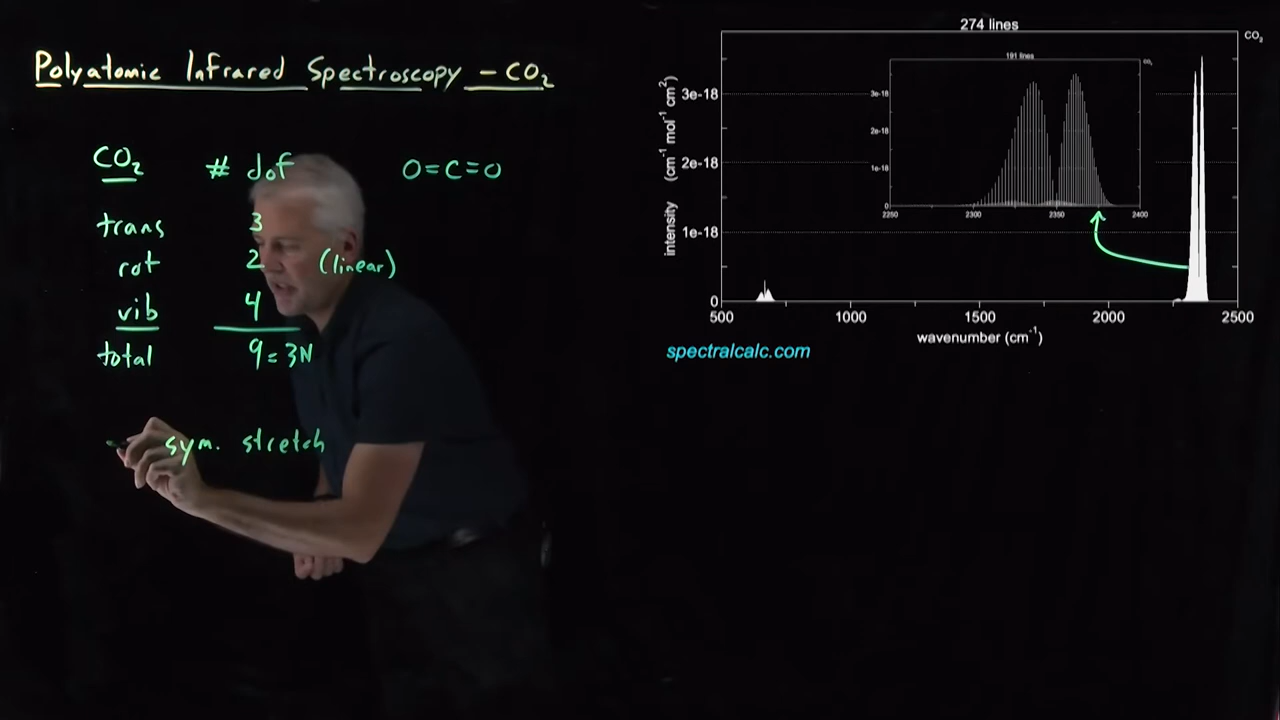 Polyatomic Infrared Spectroscopy – CO₂
CO₂ # dof O=C=O
trans 3
rot 2 (linear)
vib 4
total 9 = 3N
sym. stretch
274 lines
CO₂
191 lines
CO₂
3e-18
2e-18
1e-18
0
2250 2300 2350 2400
intensity (cm⁻¹ mol⁻¹ cm²)
3e-18
2e-18
1e-18
0
500 1000 1500 2000 2500
wavenumber (cm⁻¹)
spectralcalc.com